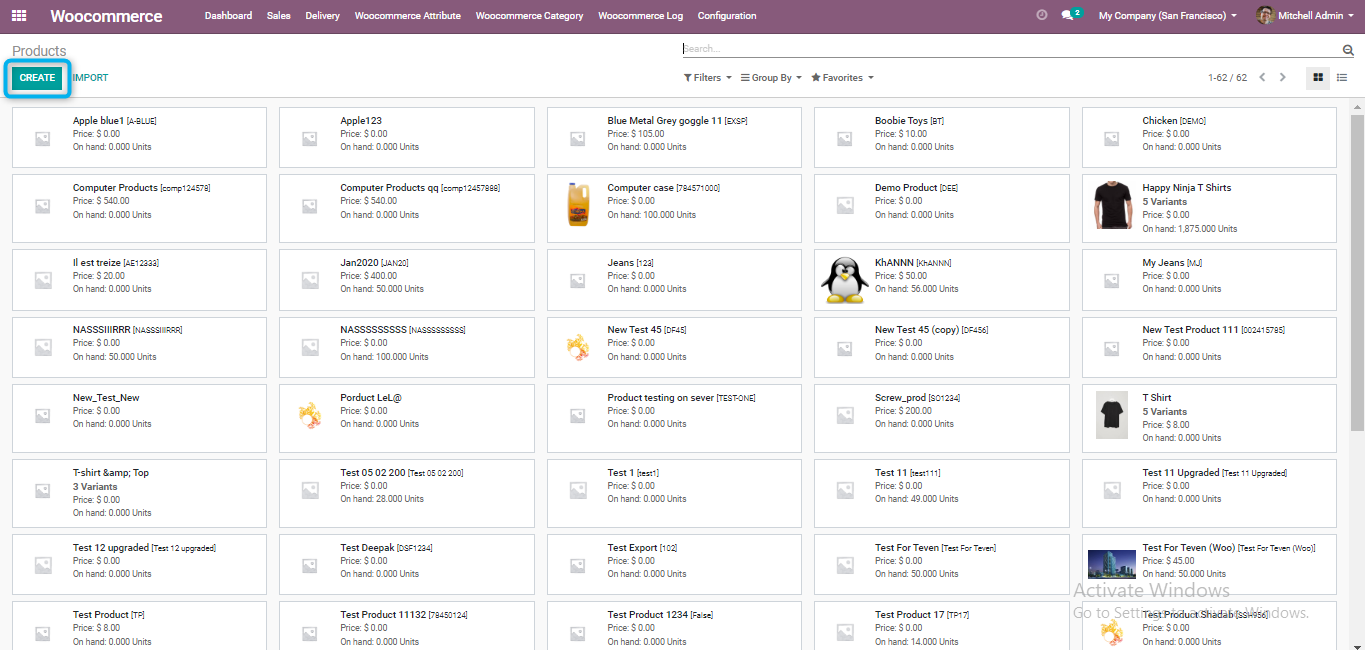 Woocommerce Dashboard Sales Delivery Woocommerce Attribute Woocommerce Category Woocommerce Log Configuration 2 My Company (San Francisco) Mitchell Admin
Products
Search...
CREATE IMPORT
Filters Group By Favorites 1-62 / 62
Apple blue1 [A-BLUE]
Price: $ 0.00
On hand: 0.000 Units
Apple123
Price: $ 0.00
On hand: 0.000 Units
Blue Metal Grey goggle 11 [EXSP]
Price: $ 105.00
On hand: 0.000 Units
Boobie Toys [BT]
Price: $ 10.00
On hand: 0.000 Units
Chicken [DEMO]
Price: $ 0.00
On hand: 0.000 Units
Computer Products [comp124578]
Price: $ 540.00
On hand: 0.000 Units
Computer Products qq [comp12457888]
Price: $ 540.00
On hand: 0.000 Units
Computer case [784571000]
Price: $ 0.00
On hand: 100.000 Units
Demo Product [DEE]
Price: $ 0.00
On hand: 0.000 Units
Happy Ninja T Shirts
5 Variants
Price: $ 0.00
On hand: 1,875.000 Units
Il est treize [AE12333]
Price: $ 20.00
On hand: 0.000 Units
Jan2020 [JAN20]
Price: $ 400.00
On hand: 50.000 Units
Jeans [123]
Price: $ 0.00
On hand: 0.000 Units
KhANNN [KhANNN]
Price: $ 50.00
On hand: 56.000 Units
My Jeans [MJ]
Price: $ 0.00
On hand: 0.000 Units
NASSSIIIRRR [NASSSIIIRRR]
Price: $ 0.00
On hand: 50.000 Units
NASSSSSSSSS [NASSSSSSSSS]
Price: $ 0.00
On hand: 100.000 Units
New Test 45 [DF45]
Price: $ 0.00
On hand: 0.000 Units
New Test 45 (copy) [DF456]
Price: $ 0.00
On hand: 0.000 Units
New Test Product 111 [002415785]
Price: $ 0.00
On hand: 0.000 Units
New_Test_New
Price: $ 0.00
On hand: 0.000 Units
Porduct LeL@
Price: $ 0.00
On hand: 0.000 Units
Product testing on sever [TEST-ONE]
Price: $ 0.00
On hand: 0.000 Units
Screw_prod [SO1234]
Price: $ 200.00
On hand: 0.000 Units
T Shirt
5 Variants
Price: $ 8.00
On hand: 0.000 Units
T-shirt &amp; Top
3 Variants
Price: $ 0.00
On hand: 0.000 Units
Test 05 02 200 [Test 05 02 200]
Price: $ 0.00
On hand: 28.000 Units
Test 1 [test1]
Price: $ 0.00
On hand: 0.000 Units
Test 11 [test111]
Price: $ 0.00
On hand: 49.000 Units
Test 11 Upgraded [Test 11 Upgraded]
Price: $ 0.00
On hand: 0.000 Units
Test 12 upgraded [Test 12 upgraded]
Price: $ 0.00
On hand: 0.000 Units
Test Deepak [DSF1234]
Price: $ 0.00
On hand: 0.000 Units
Test Export [102]
Price: $ 0.00
On hand: 0.000 Units
Test For Teven [Test For Teven]
Price: $ 0.00
On hand: 50.000 Units
Test For Teven (Woo) [Test For Teven (Woo)]
Price: $ 45.00
On hand: 50.000 Units
Test Product [TP]
Price: $ 8.00
On hand: 0.000 Units
Test Product 11132 [78450124]
Price: $ 0.00
On hand: 0.000 Units
Test Product 1234 [False]
Price: $ 0.00
On hand: 0.000 Units
Test Product 17 [TP17]
Price: $ 0.00
On hand: 14.000 Units
Test Product Shadab [SSH956]
Price: $ 0.00
On hand: 0.000 Units
Activate Windows
Go to Settings to activate Windows.